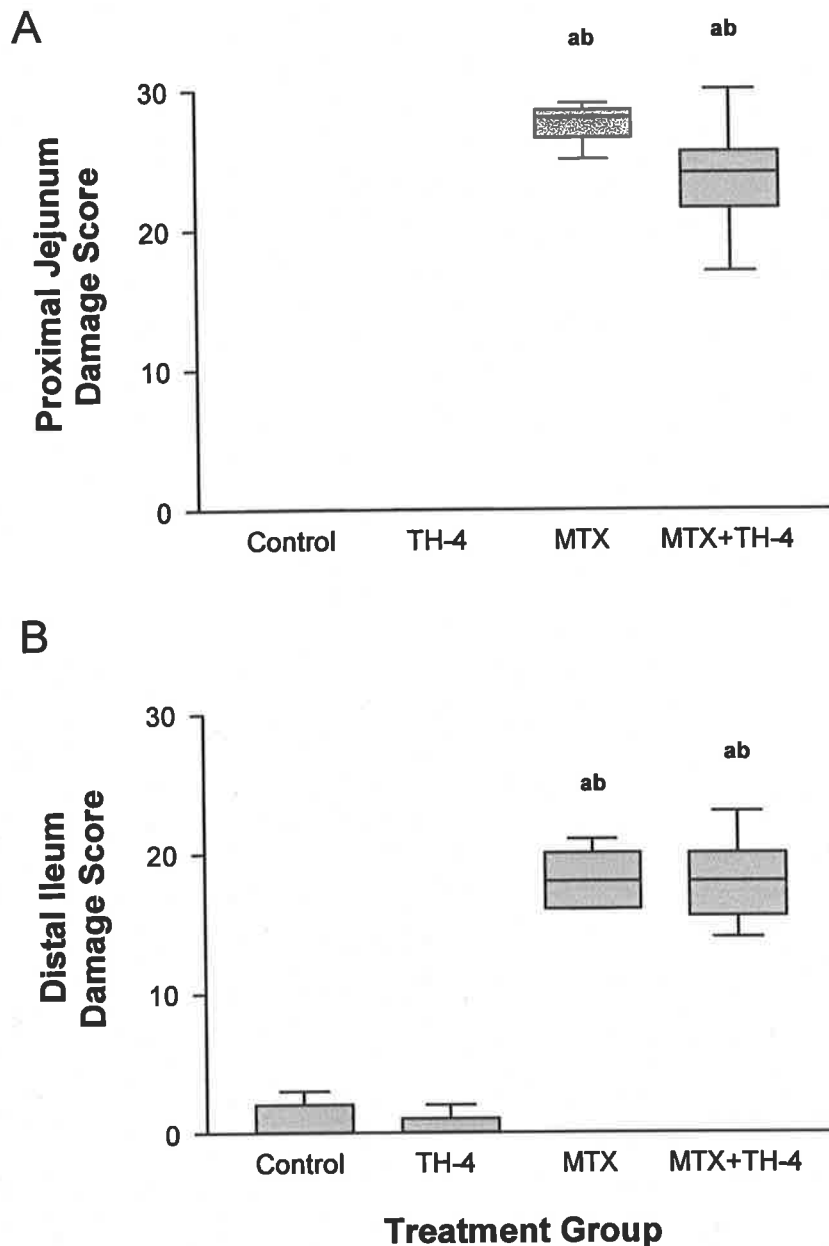 A
ab ab
Proximal Jejunum
Damage Score
30
20
10
0
Control TH-4 MTX MTX+TH-4
B
ab ab
Distal Ileum
Damage Score
30
20
10
0
Control TH-4 MTX MTX+TH-4
Treatment Group